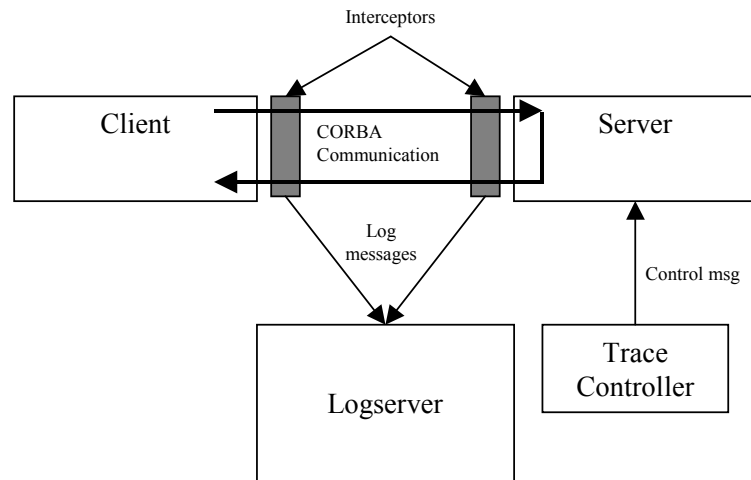 Interceptors
Client
CORBA
Communication
Server
Log
messages
Control msg
Trace
Controller
Logserver